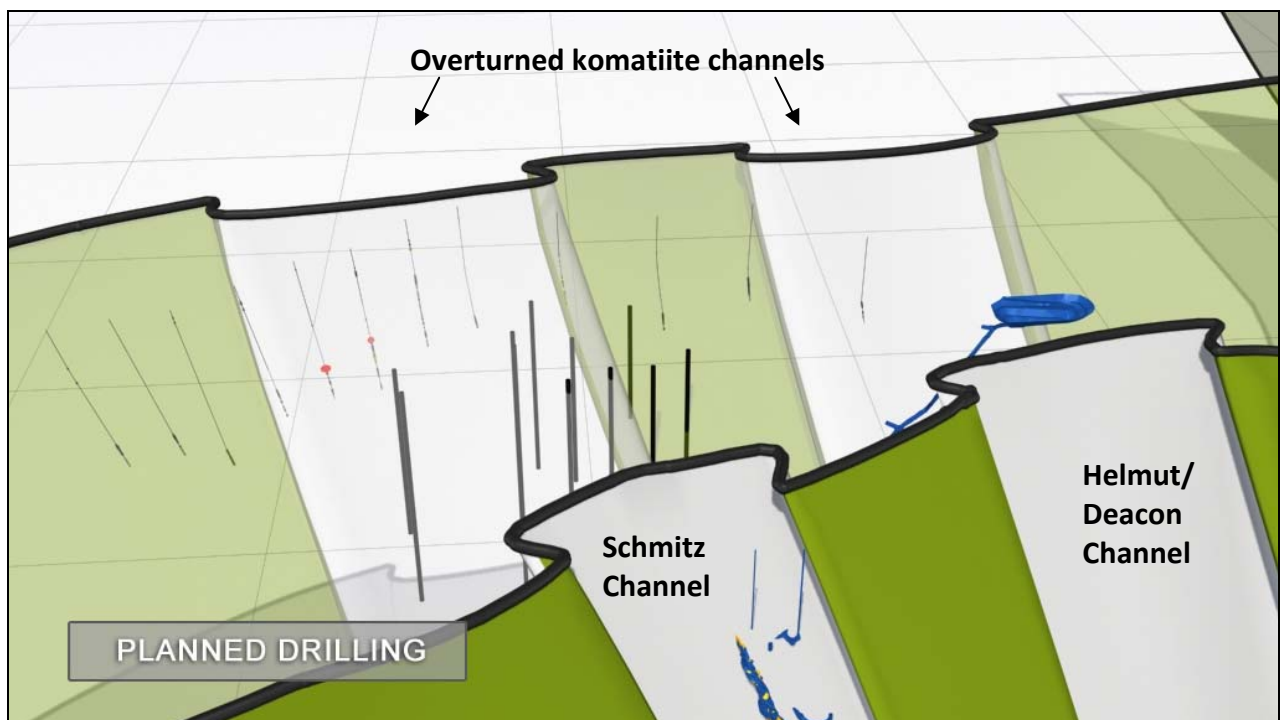 Overturned komatiite channels
Schmitz
Channel
Helmut/
Deacon
Channel
PLANNED DRILLING